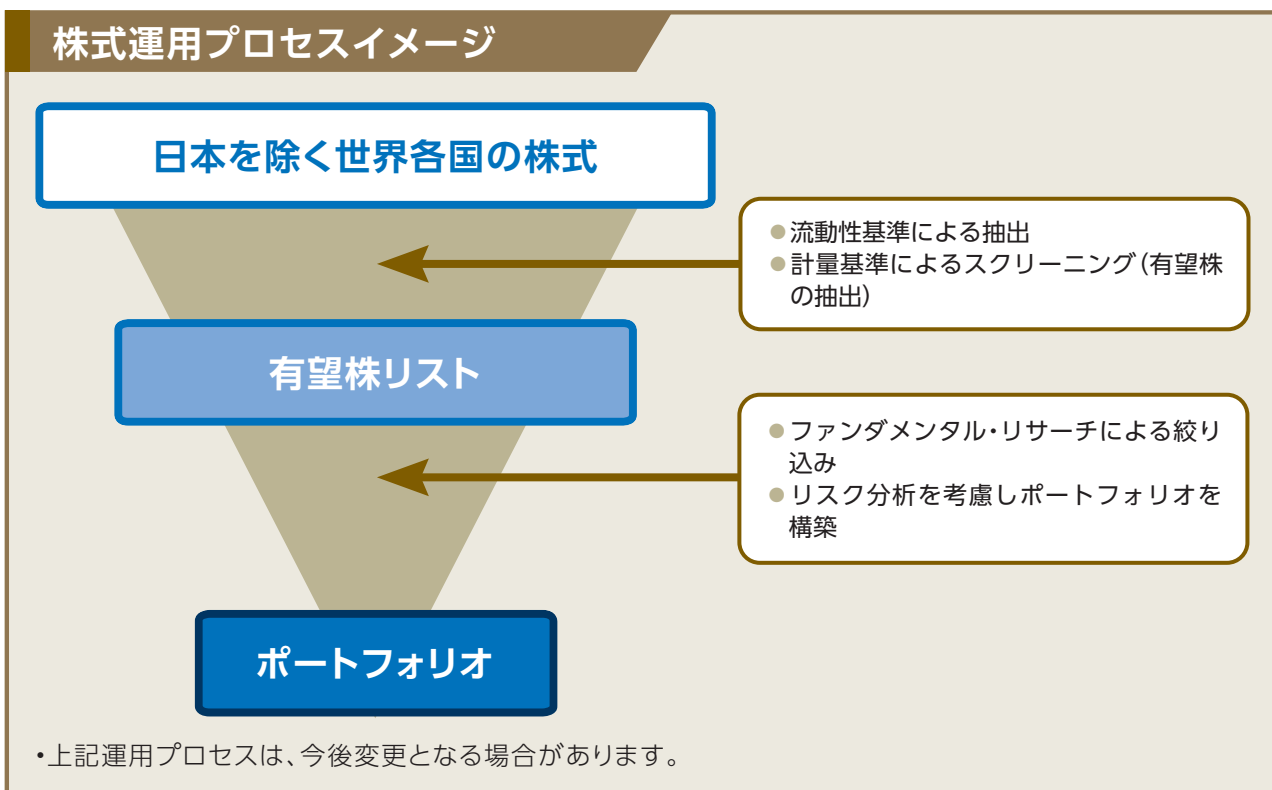 株式運用プロセスイメージ
日本を除く世界各国の株式
●流動性基準による抽出
●計量基準によるスクリーニング(有望株
の抽出)
有望株リスト
●ファンダメンタル・リサーチによる絞り
込み
●リスク分析を考慮しポートフォリオを
構築
ポートフォリオ
•上記運用プロセスは、今後変更となる場合があります。